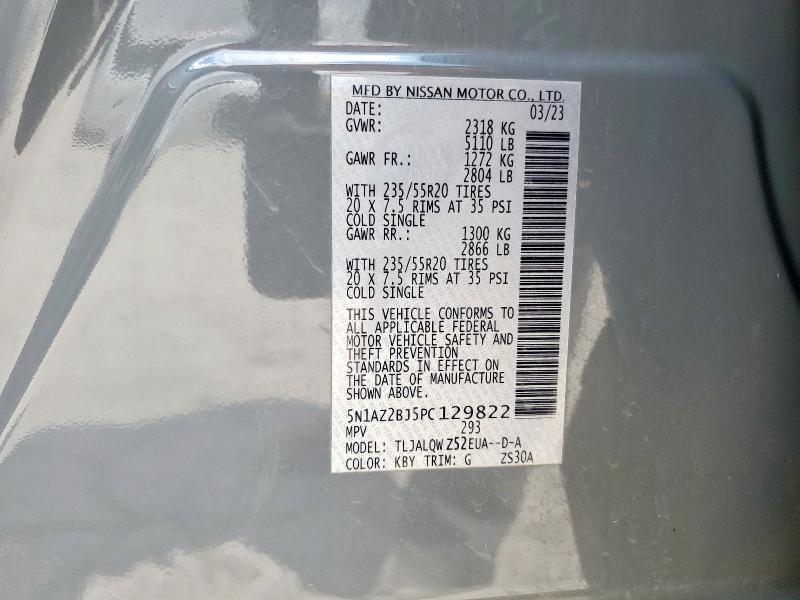 MFD BY NISSAN MOTOR CO., LTD.
DATE: 03/23
GVWR: 2318 KG
5110 LB
GAWR FR.: 1272 KG
2804 LB
WITH 235/55R20 TIRES
20 X 7.5 RIMS AT 35 PSI
COLD SINGLE
GAWR RR.: 1300 KG
2866 LB
WITH 235/55R20 TIRES
20 X 7.5 RIMS AT 35 PSI
COLD SINGLE
THIS VEHICLE CONFORMS TO
ALL APPLICABLE FEDERAL
MOTOR VEHICLE SAFETY AND
THEFT PREVENTION
STANDARDS IN EFFECT ON
THE DATE OF MANUFACTURE
SHOWN ABOVE.
5N1AZ2BJ5PC129822
MPV 293
MODEL: TLJALQWZ52EUA--D-A
COLOR: KBY TRIM: G ZS30A